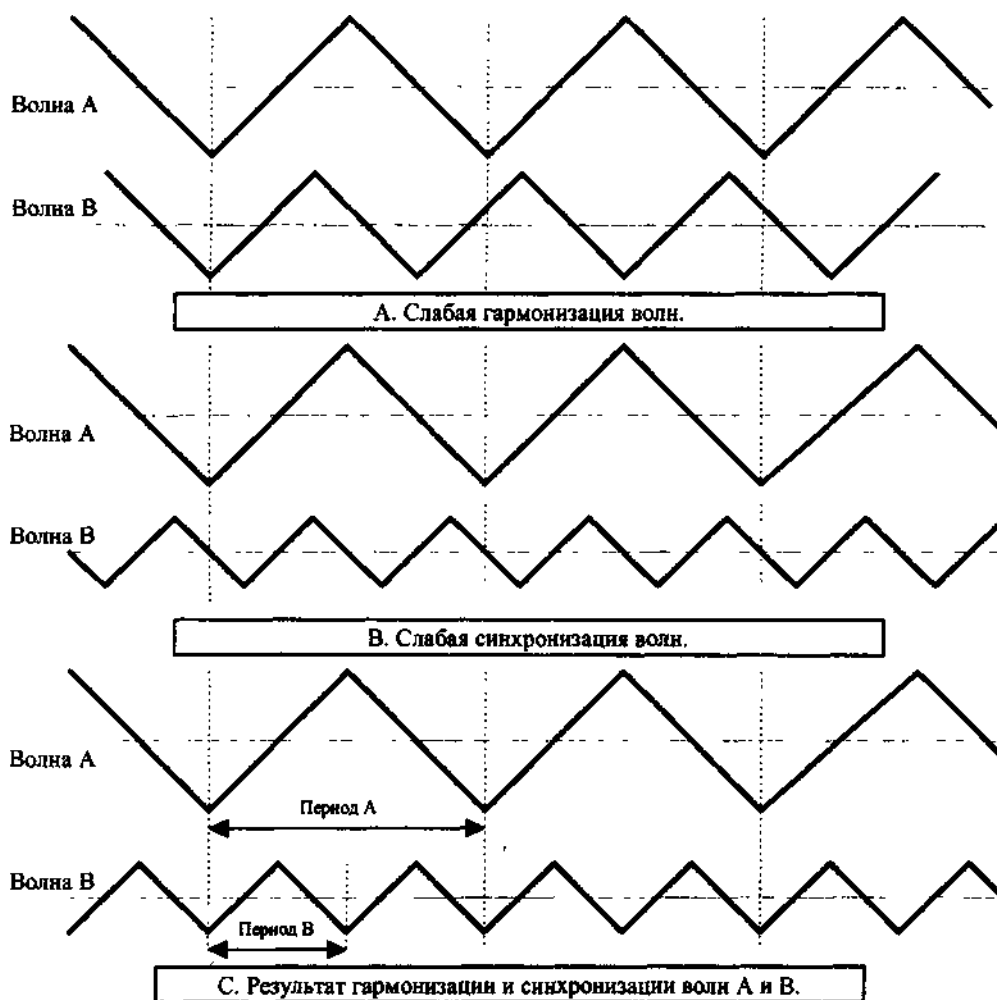 Волна А
Волна В
А. Слабая гармонизация волн.
Волна А
Волна В
В. Слабая синхронизация волн.
Волна А
Период А
Волна В
Период В
С. Результат гармонизации и синхронизации волн А и В.